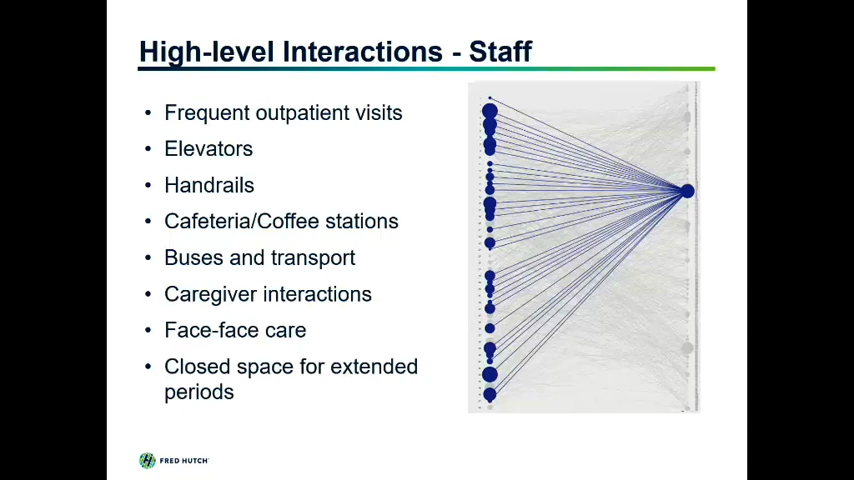 High-level Interactions - Staff
• Frequent outpatient visits
• Elevators
• Handrails
• Cafeteria/Coffee stations
• Buses and transport
• Caregiver interactions
• Face-face care
• Closed space for extended
periods
FRED HUTCH